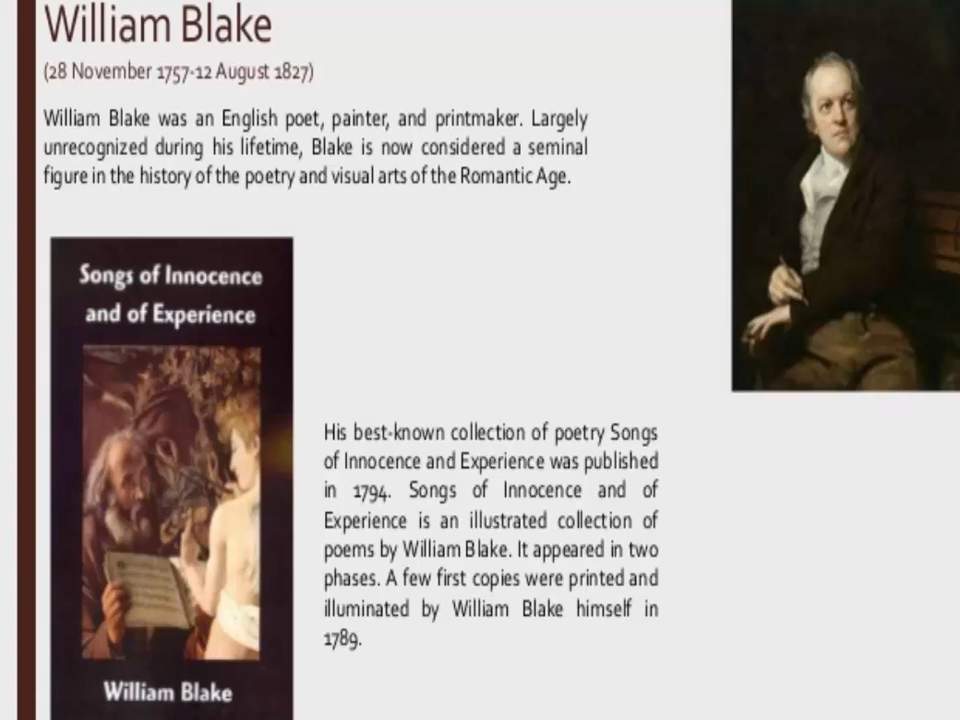 William Blake
(28 November 1757-12 August 1827)
William Blake was an English poet, painter, and printmaker. Largely
unrecognized during his lifetime, Blake is now considered a seminal
figure in the history of the poetry and visual arts of the Romantic Age.
Songs of Innocence
and of Experience
His best-known collection of poetry Songs
of Innocence and Experience was published
in 1794. Songs of Innocence and of
Experience is an illustrated collection of
poems by William Blake. It appeared in two
phases. A few first copies were printed and
illuminated by William Blake himself in
1789.
William Blake